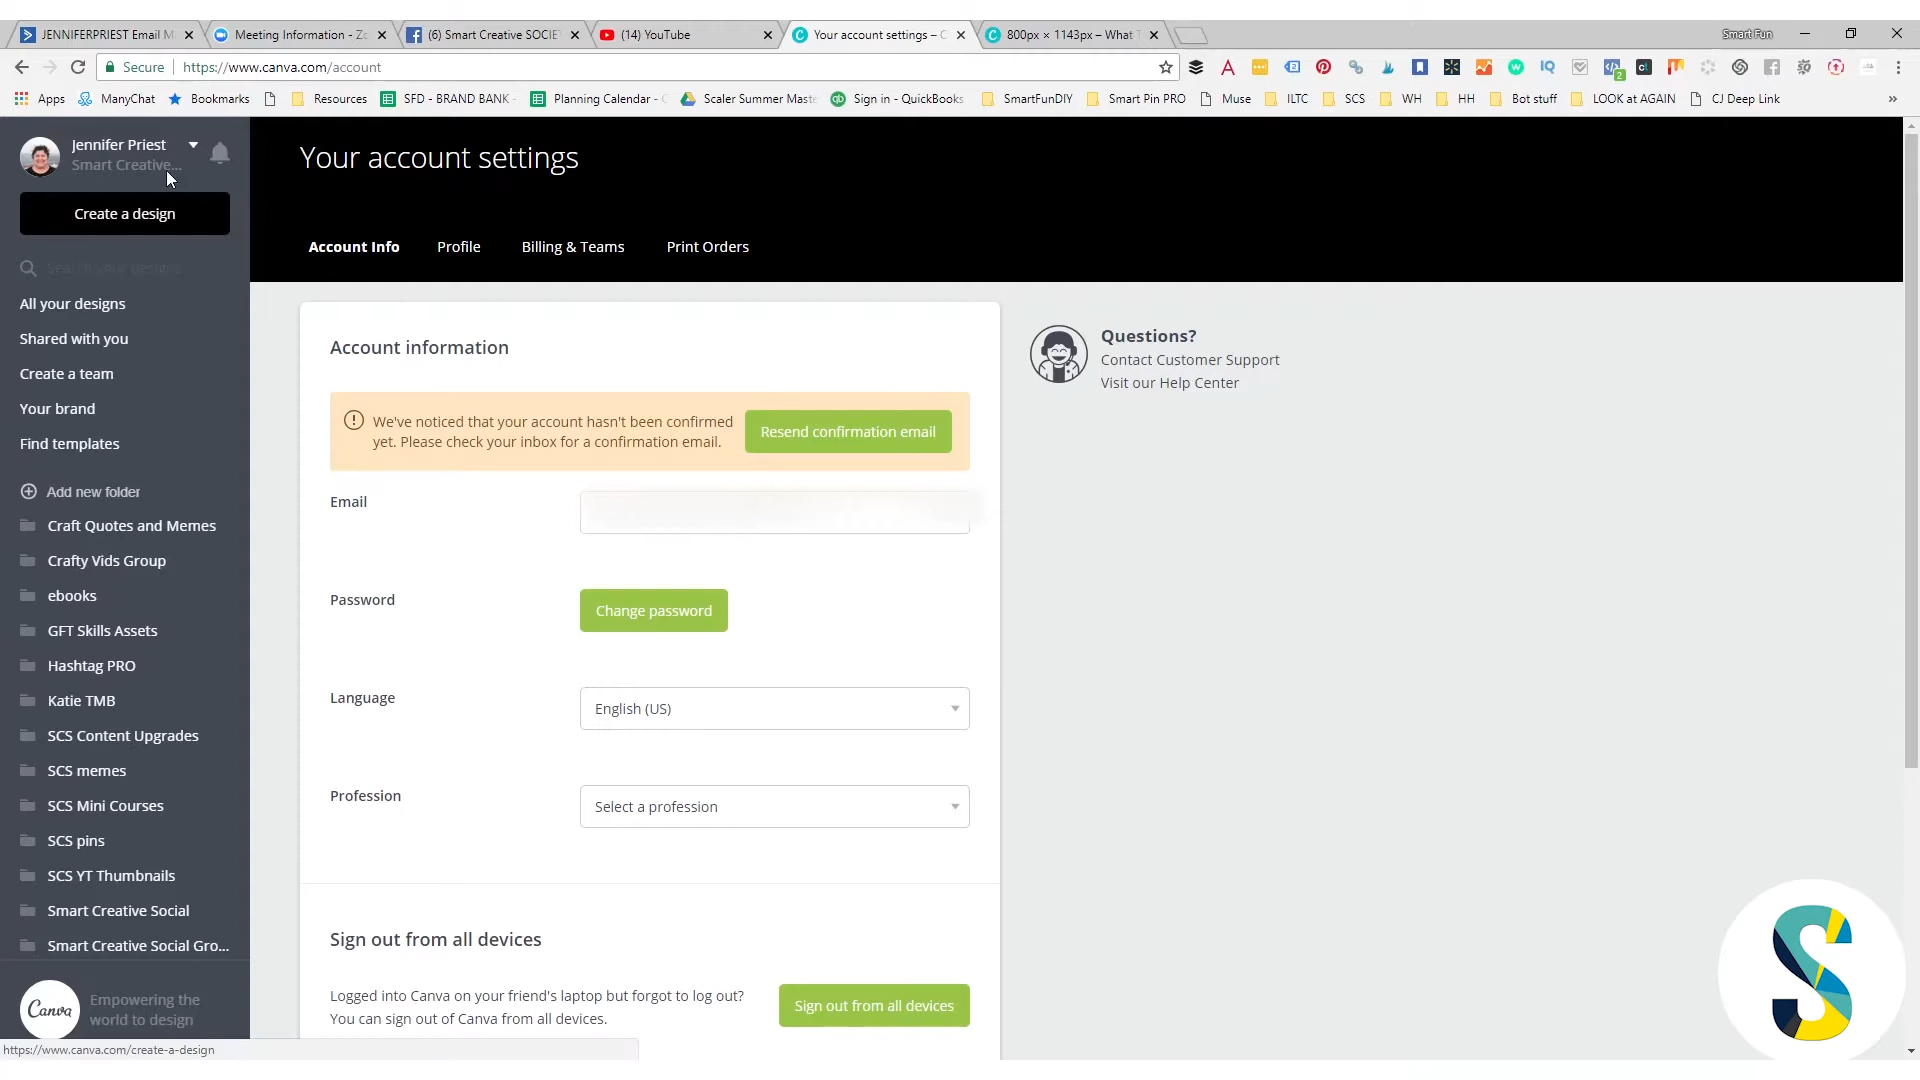 JENNIFERPRIEST Email M
Meeting Information - Zo
(6) Smart Creative SOCIE
(14) YouTube
Your account settings – C
800px × 1143px – What T
Smart Fun
Secure
https://www.canva.com/account
Apps
ManyChat
Bookmarks
Resources
SFD - BRAND BANK -
Planning Calendar - G
Scaler Summer Maste
Sign in - QuickBooks
SmartFunDIY
Smart Pin PRO
Muse
ILTC
SCS
WH
HH
Bot stuff
LOOK at AGAIN
CJ Deep Link
»
Jennifer Priest
Smart Creative...
Create a design
Search your designs
All your designs
Shared with you
Create a team
Your brand
Find templates
Add new folder
Craft Quotes and Memes
Crafty Vids Group
ebooks
GFT Skills Assets
Hashtag PRO
Katie TMB
SCS Content Upgrades
SCS memes
SCS Mini Courses
SCS pins
SCS YT Thumbnails
Smart Creative Social
Smart Creative Social Gro...
Canva
Empowering the
world to design
https://www.canva.com/create-a-design
Your account settings
Account Info
Profile
Billing & Teams
Print Orders
Account information
We've noticed that your account hasn't been confirmed
yet. Please check your inbox for a confirmation email.
Resend confirmation email
Email
Password
Change password
Language
English (US)
Profession
Select a profession
Sign out from all devices
Logged into Canva on your friend's laptop but forgot to log out?
You can sign out of Canva from all devices.
Sign out from all devices
Questions?
Contact Customer Support
Visit our Help Center
S